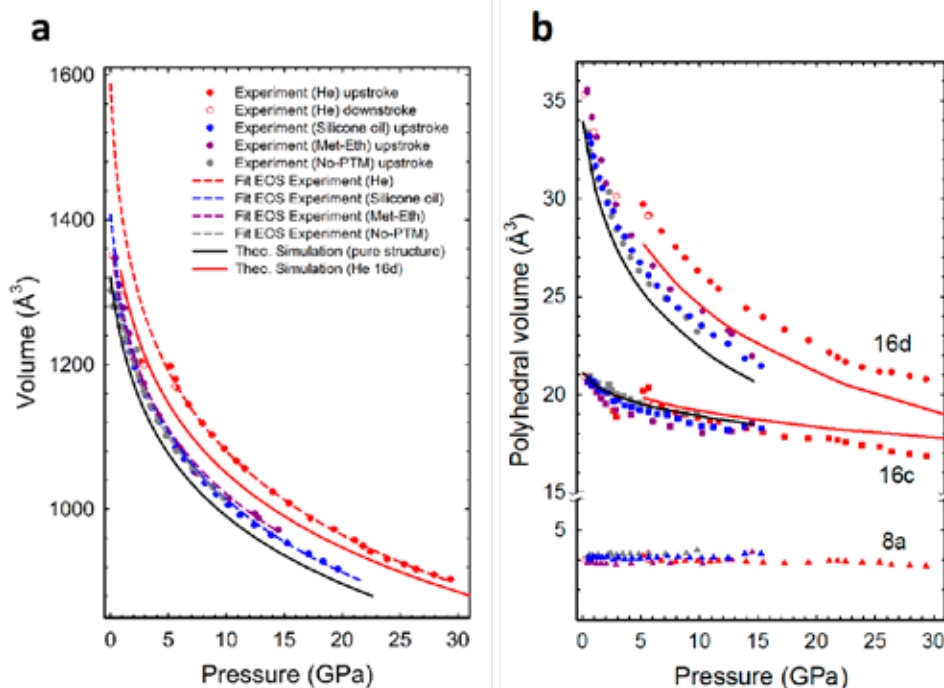 a
1600
1400
1200
1000
Volume (Å³)
Experiment (He) upstroke
Experiment (He) downstroke
Experiment (Silicone oil) upstroke
Experiment (Met-Eth) upstroke
Experiment (No-PTM) upstroke
Fit EOS Experiment (He)
Fit EOS Experiment (Silicone oil)
Fit EOS Experiment (Met-Eth)
Fit EOS Experiment (No-PTM)
Theo. Simulation (pure structure)
Theo. Simulation (He 16d)
0 5 10 15 20 25 30
Pressure (GPa)
b
35
30
25
20
15
5
Polyhedral volume (Å³)
16d
16c
8a
0 5 10 15 20 25 30
Pressure (GPa)